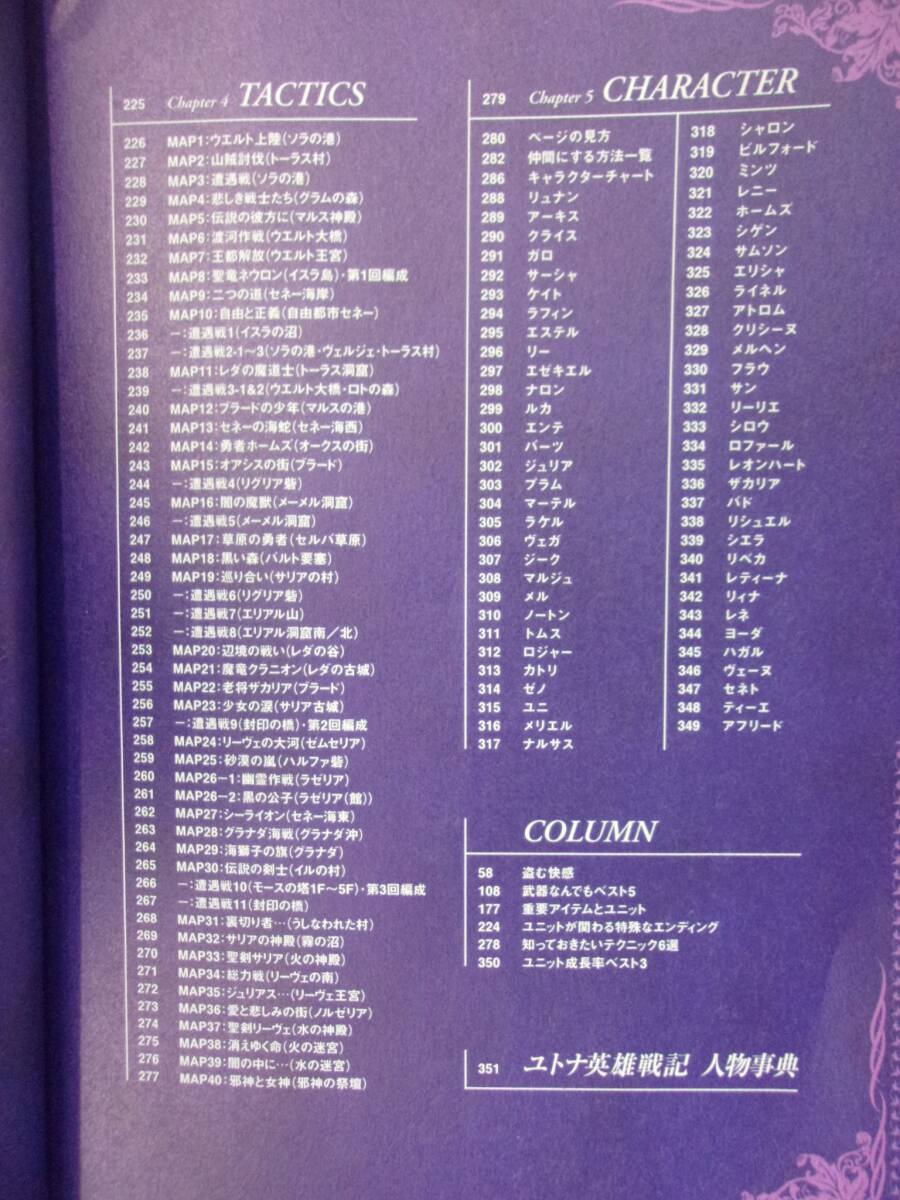 225 Chapter 4 TACTICS
226 MAP1:ウエルト上陸(ソラの港)
227 MAP2:山賊討伐(トーラス村)
228 MAP3:遭遇戦(ソラの港)
229 MAP4:悲しき戦士たち(グラムの森)
230 MAP5:伝説の彼方に(マルス神殿)
231 MAP6:渡河作戦(ウエルト大橋)
232 MAP7:王都解放(ウエルト王宮)
233 MAP8:聖竜ネウロン(イスラ島)・第1回編成
234 MAP9:二つの道(セネー海岸)
235 MAP10:自由と正義(自由都市セネー)
236 ー:遭遇戦1(イスラの沼)
237 ー:遭遇戦2-1〜3(ソラの港・ヴェルジェ・トーラス村)
238 MAP11:レダの魔道士(トーラス洞窟)
239 ー:遭遇戦3-1&2(ウエルト大橋・ロトの森)
240 MAP12:ブラードの少年(マルスの港)
241 MAP13:セネーの海蛇(セネー海西)
242 MAP14:勇者ホームズ(オークスの街)
243 MAP15:オアシスの街(ブラード)
244 ー:遭遇戦4(リグリア砦)
245 MAP16:闇の魔獣(メーメル洞窟)
246 ー:遭遇戦5(メーメル洞窟)
247 MAP17:草原の勇者(セルバ草原)
248 MAP18:黒い森(バルト要塞)
249 MAP19:巡り合い(サリアの村)
250 ー:遭遇戦6(リグリア砦)
251 ー:遭遇戦7(エリアル山)
252 ー:遭遇戦8(エリアル洞窟南/北)
253 MAP20:辺境の戦い(レダの谷)
254 MAP21:魔竜クラニオン(レダの古城)
255 MAP22:老将ザカリア(ブラード)
256 MAP23:少女の涙(サリア古城)
257 ー:遭遇戦9(封印の橋)・第2回編成
258 MAP24:リーヴェの大河(ゼムセリア)
259 MAP25:砂漠の嵐(ハルファ砦)
260 MAP26-1:幽霊作戦(ラゼリア)
261 MAP26-2:黒の公子(ラゼリア(館))
262 MAP27:シーライオン(セネー海東)
263 MAP28:グラナダ海戦(グラナダ沖)
264 MAP29:海獅子の旗(グラナダ)
265 MAP30:伝説の剣士(イルの村)
266 ー:遭遇戦10(モースの塔1F〜5F)・第3回編成
267 ー:遭遇戦11(封印の橋)
268 MAP31:裏切り者…(うしなわれた村)
269 MAP32:サリアの神殿(霧の沼)
270 MAP33:聖剣サリア(火の神殿)
271 MAP34:総力戦(リーヴェの南)
272 MAP35:ジュリアス…(リーヴェ王宮)
273 MAP36:愛と悲しみの街(ノルゼリア)
274 MAP37:聖剣リーヴェ(水の神殿)
275 MAP38:消えゆく命(火の迷宮)
276 MAP39:闇の中に…(水の迷宮)
277 MAP40:邪神と女神(邪神の祭壇)
279 Chapter 5 CHARACTER
280 ページの見方
282 仲間にする方法一覧
286 キャラクターチャート
288 リュナン
289 アーキス
290 クライス
291 ガロ
292 サーシャ
293 ケイト
294 ラフィン
295 エステル
296 リー
297 エゼキエル
298 ナロン
299 ルカ
300 エンテ
301 バーツ
302 ジュリア
303 プラム
304 マーテル
305 ラケル
306 ヴェガ
307 ジーク
308 マルジュ
309 メル
310 ノートン
311 トムス
312 ロジャー
313 カトリ
314 ゼノ
315 ユニ
316 メリエル
317 ナルサス
318 シャロン
319 ビルフォード
320 ミンツ
321 レニー
322 ホームズ
323 シゲン
324 サムソン
325 エリシャ
326 ライネル
327 アトロム
328 クリシーヌ
329 メルヘン
330 フラウ
331 サン
332 リーリエ
333 シロウ
334 ロファール
335 レオンハート
336 ザカリア
337 バド
338 リシュエル
339 シエラ
340 リベカ
341 レティーナ
342 リィナ
343 レネ
344 ヨーダ
345 ハガル
346 ヴェーヌ
347 セネト
348 ティーエ
349 アフリード
COLUMN
58 盗む快感
108 武器なんでもベスト5
177 重要アイテムとユニット
224 ユニットが関わる特殊なエンディング
278 知っておきたいテクニック6選
350 ユニット成長率ベスト3
351 ユトナ英雄戦記 人物事典